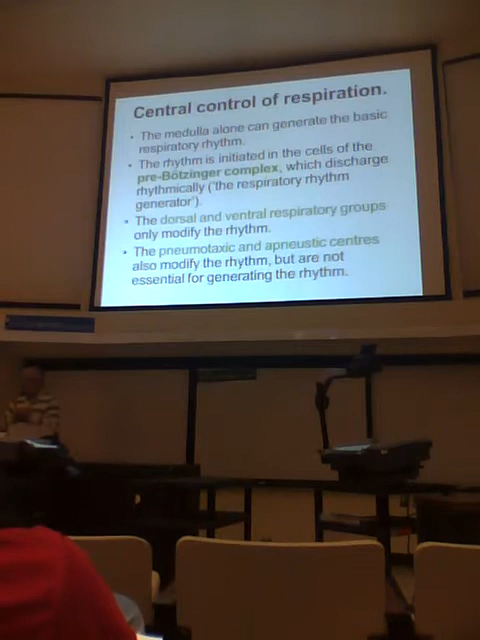 Central control of respiration.
• The medulla alone can generate the basic
respiratory rhythm.
• The rhythm is initiated in the cells of the
pre-Bötzinger complex, which discharge
rhythmically ('the respiratory rhythm
generator').
• The dorsal and ventral respiratory groups
only modify the rhythm.
• The pneumotaxic and apneustic centres
also modify the rhythm, but are not
essential for generating the rhythm.